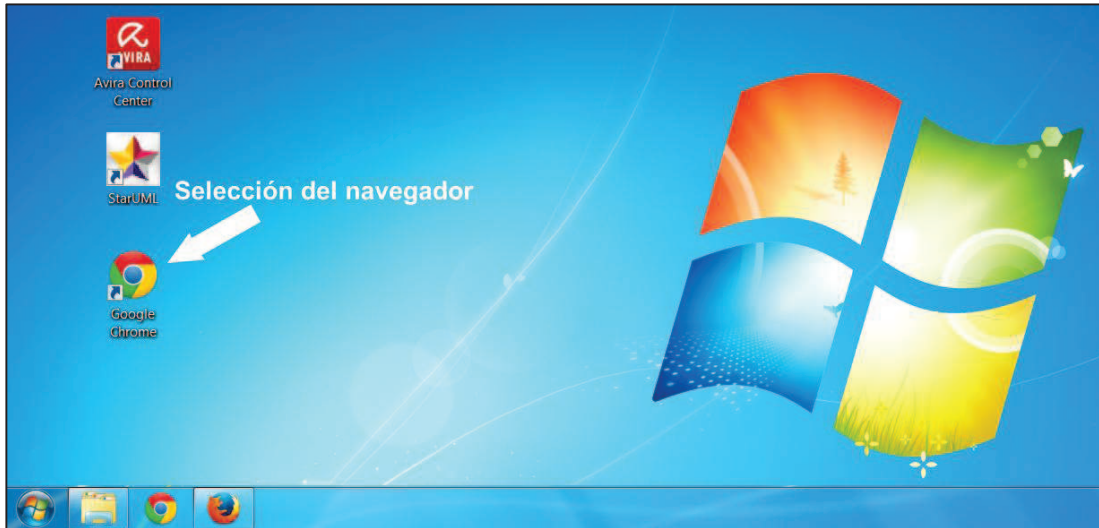 AVIRA
Avira Control
Center
StarUML
Selección del navegador
Google
Chrome